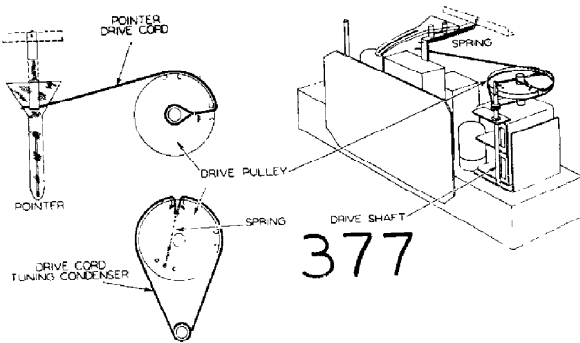 POINTER
DRIVE CORD
SPRING
DRIVE PULLEY
POINTER
SPRING
DRIVE SHAFT
377
DRIVE CORD
TUNING CONDENSER